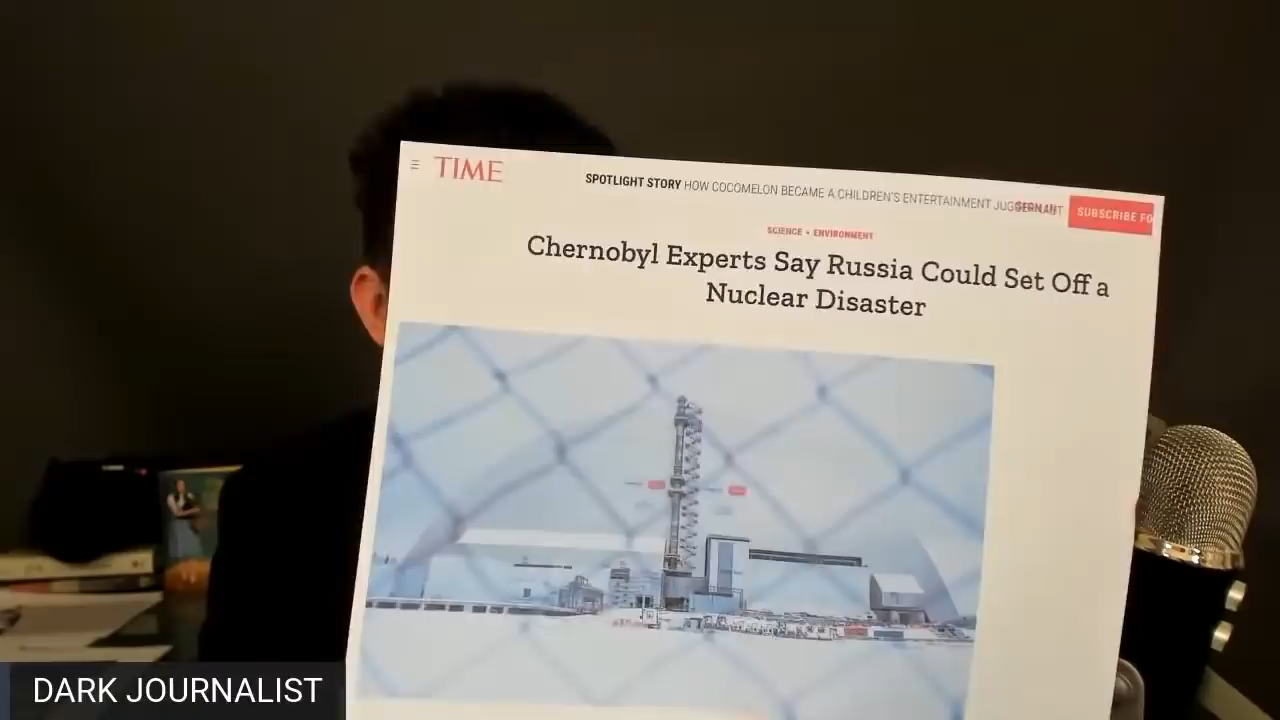 TIME
SPOTLIGHT STORY HOW COCOMELON BECAME A CHILDREN'S ENTERTAINMENT
SUBSCRIBE FO
SCIENCE • ENVIRONMENT
Chernobyl Experts Say Russia Could Set Off a
Nuclear Disaster
DARK JOURNALIST